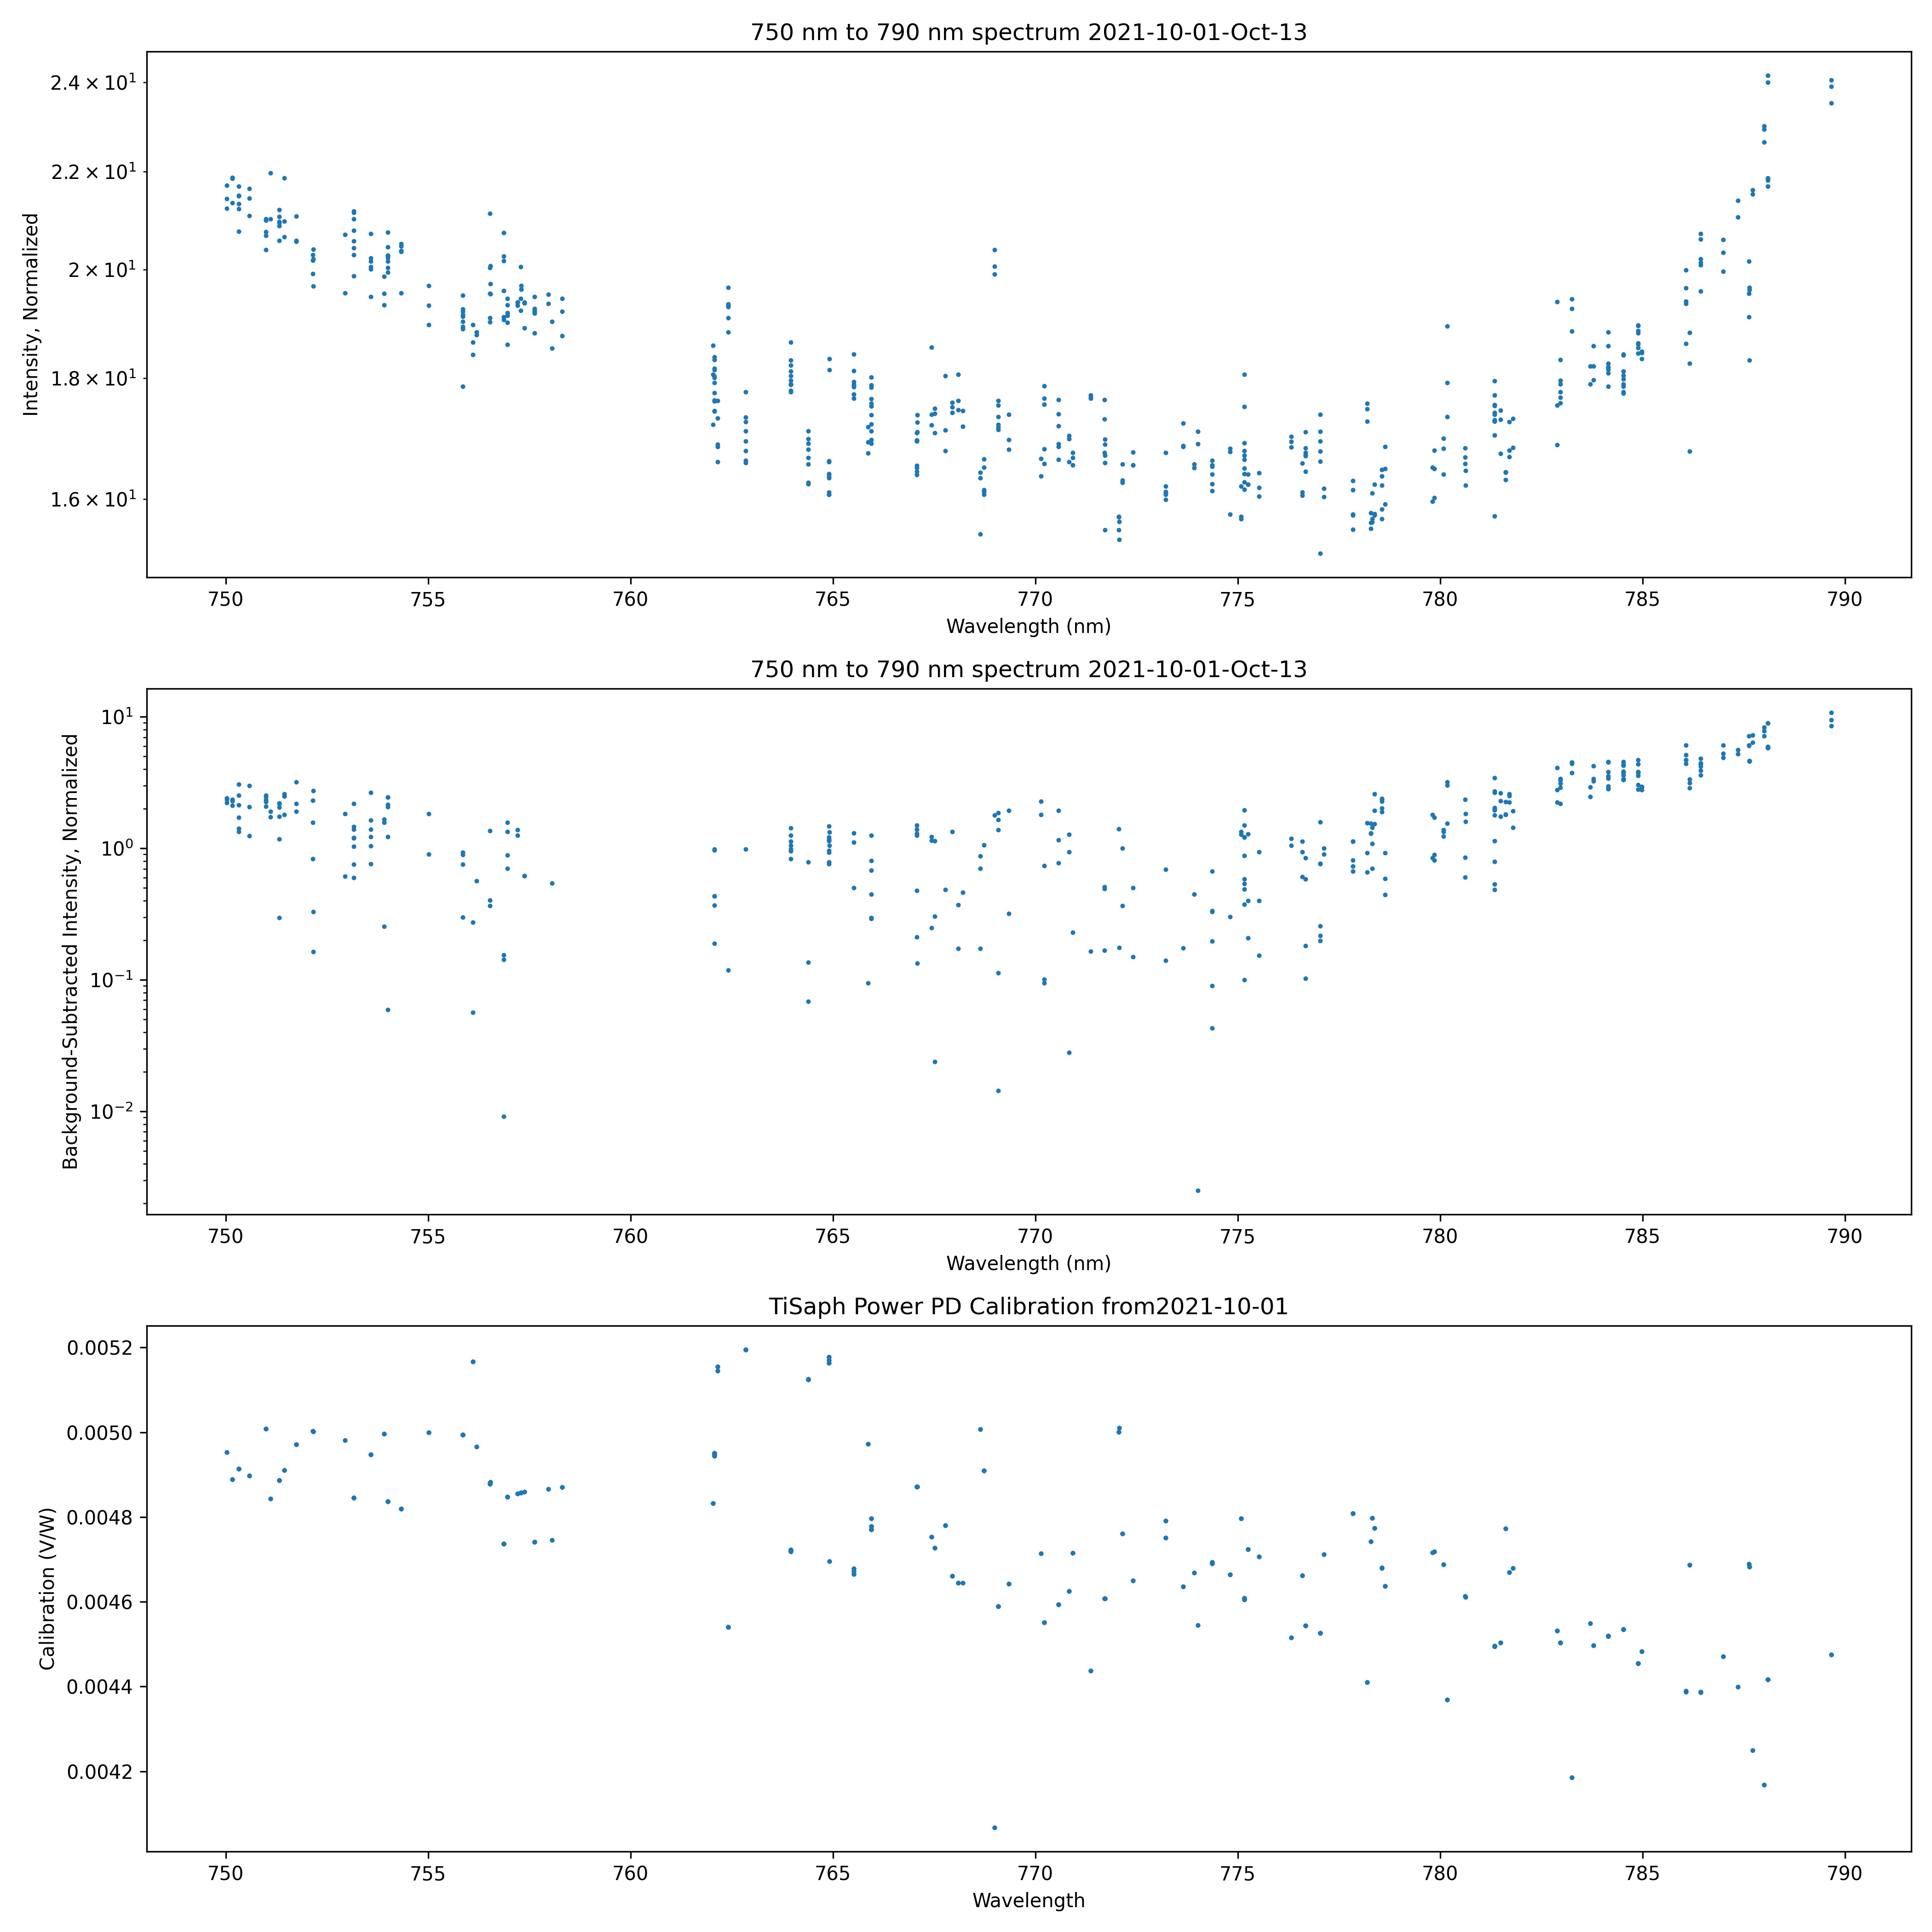 750 nm to 790 nm spectrum 2021-10-01-Oct-13
Intensity, Normalized
2.4 × 10¹
2.2 × 10¹
2 × 10¹
1.8 × 10¹
1.6 × 10¹
750 755 760 765 770 775 780 785 790
Wavelength (nm)
750 nm to 790 nm spectrum 2021-10-01-Oct-13
Background-Subtracted Intensity, Normalized
10¹
10⁰
10⁻¹
10⁻²
750 755 760 765 770 775 780 785 790
Wavelength (nm)
TiSaph Power PD Calibration from2021-10-01
Calibration (V/W)
0.0052
0.0050
0.0048
0.0046
0.0044
0.0042
750 755 760 765 770 775 780 785 790
Wavelength